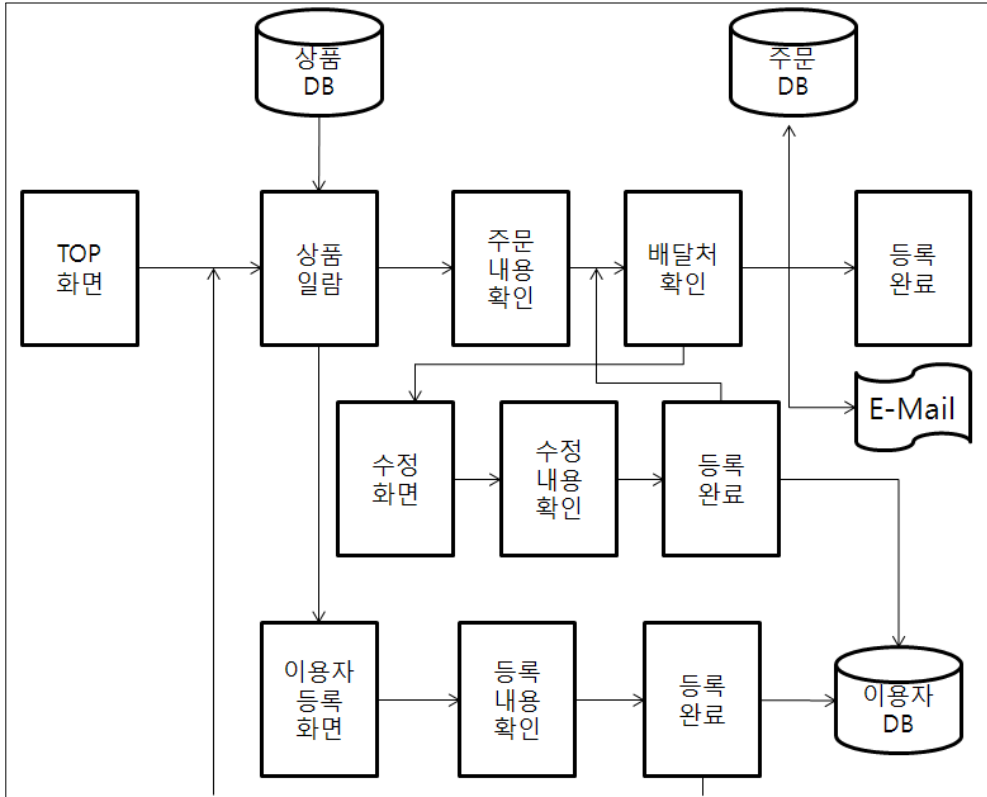 상품
DB
주문
DB
TOP
화면
상품
일람
주문
내용
확인
배달처
확인
등록
완료
E-Mail
수정
화면
수정
내용
확인
등록
완료
이용자
등록
화면
등록
내용
확인
등록
완료
이용자
DB